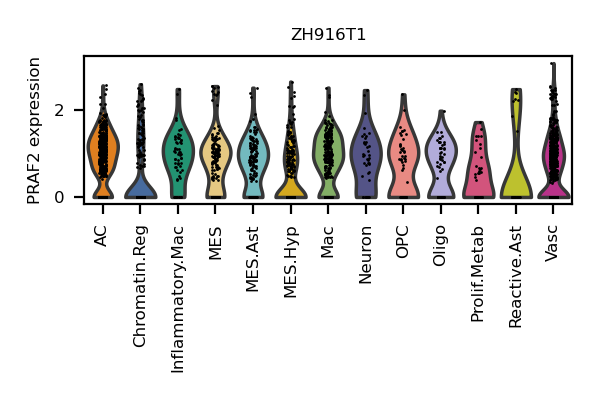 ZH916T1
PRAF2 expression
2
0
AC
Chromatin.Reg
Inflammatory.Mac
MES
MES.Ast
MES.Hyp
Mac
Neuron
OPC
Oligo
Prolif.Metab
Reactive.Ast
Vasc